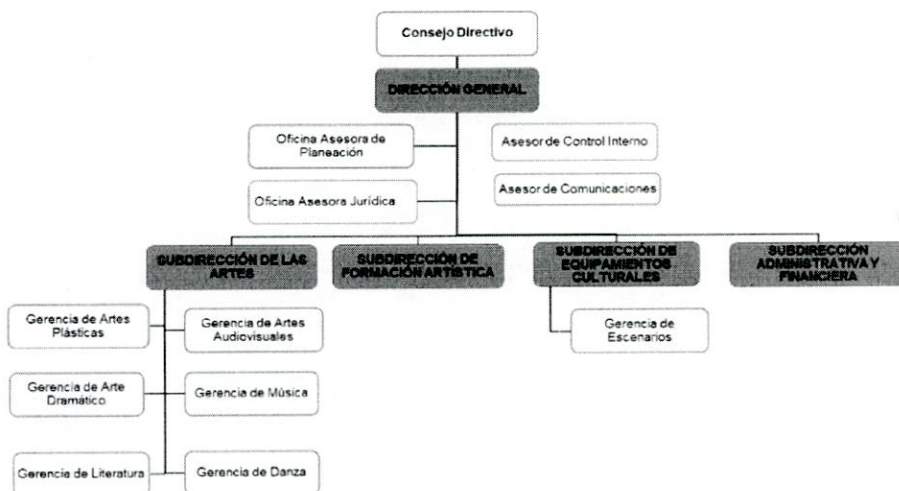 Consejo Directivo
DIRECCIÓN GENERAL
Oficina Asesora de
Planeación
Asesor de Control Interno
Oficina Asesora Jurídica
Asesor de Comunicaciones
SUBDIRECCIÓN DE LAS
ARTES
SUBDIRECCIÓN DE
FORMACIÓN ARTÍSTICA
SUBDIRECCIÓN DE
EQUIPAMIENTOS
CULTURALES
SUBDIRECCIÓN
ADMINISTRATIVA Y
FINANCIERA
Gerencia de Artes
Plásticas
Gerencia de Artes
Audiovisuales
Gerencia de
Escenarios
Gerencia de Arte
Dramático
Gerencia de Música
Gerencia de Literatura
Gerencia de Danza